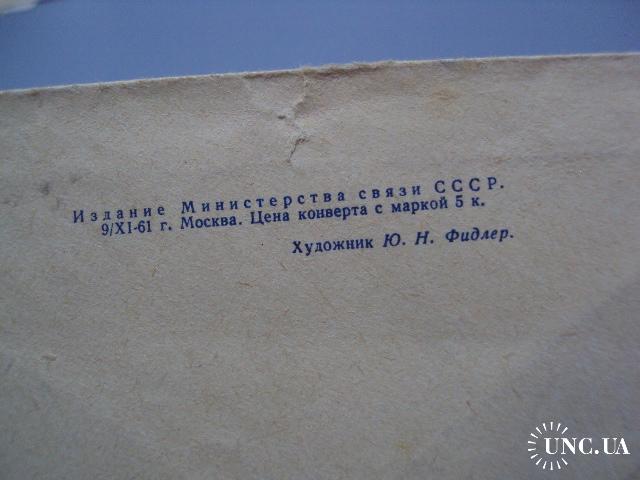 Издание Министерства связи СССР.
9/XI-61 г. Москва. Цена конверта с маркой 5 к.
Художник Ю. Н. Фидлер.
UNC.UA